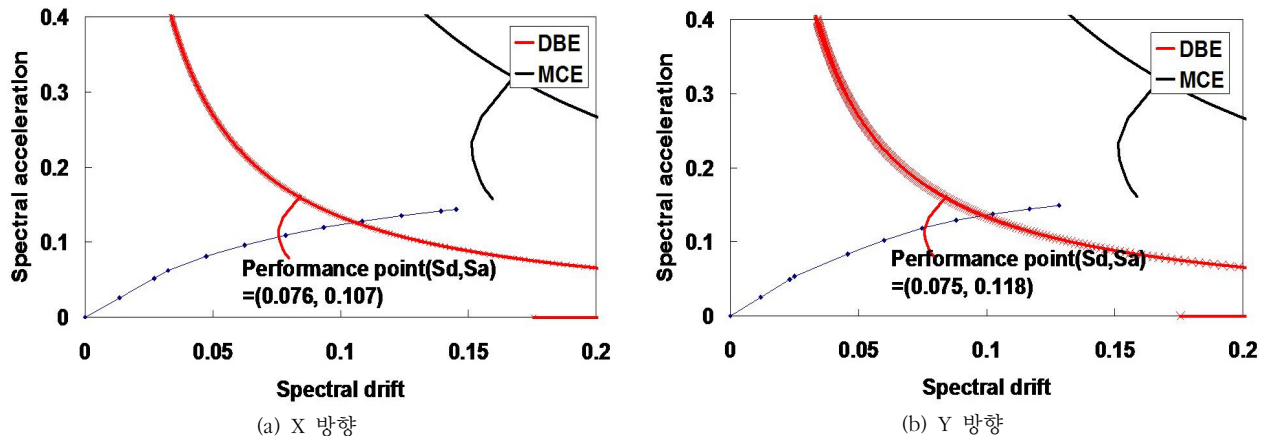 0.4
0.3
0.2
0.1
0
Spectral acceleration
DBE
MCE
Performance point(Sd,Sa)
=(0.076, 0.107)
0 0.05 0.1 0.15 0.2
Spectral drift
(a) X 방향
0.4
0.3
0.2
0.1
0
Spectral acceleration
DBE
MCE
Performance point(Sd,Sa)
=(0.075, 0.118)
0 0.05 0.1 0.15 0.2
Spectral drift
(b) Y 방향